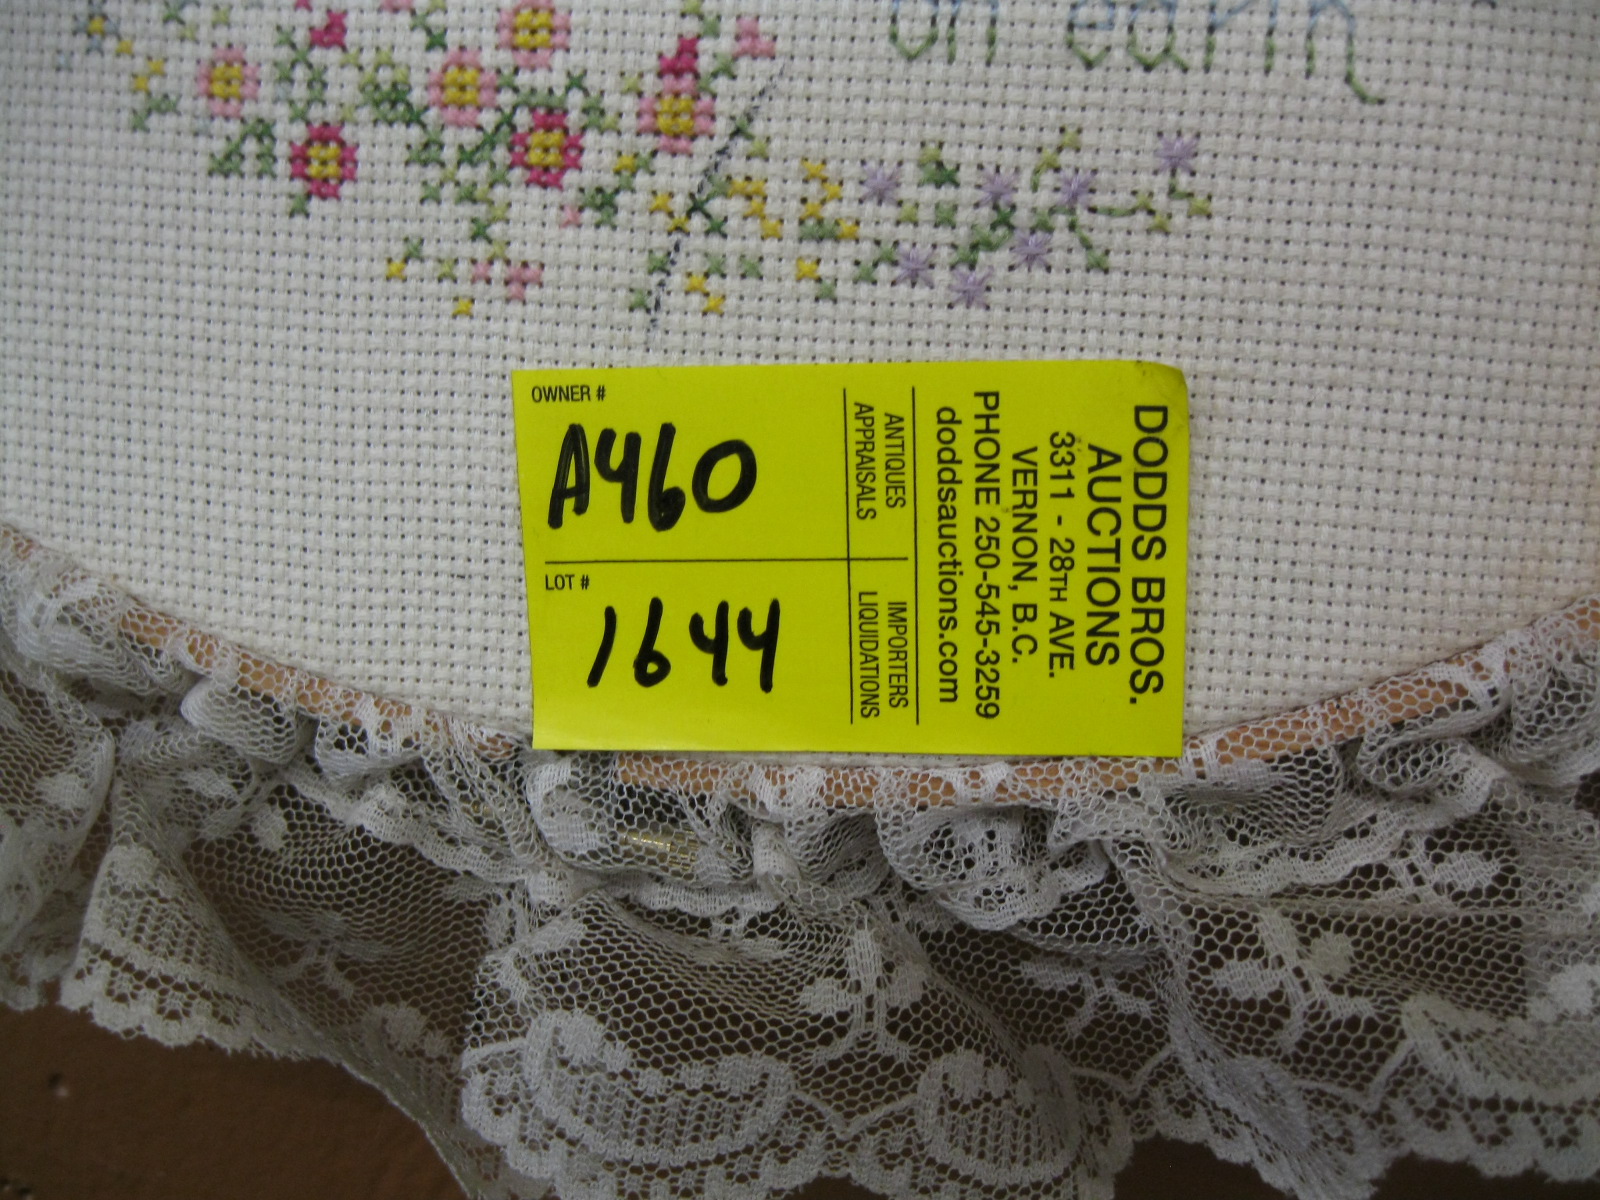 on earth
OWNER #
A460
LOT #
1644
ANTIQUES
APPRAISALS
IMPORTERS
LIQUIDATIONS
DODDS BROS.
AUCTIONS
3311 - 28TH AVE.
VERNON, B.C.
PHONE 250-545-3259
doddsauctions.com